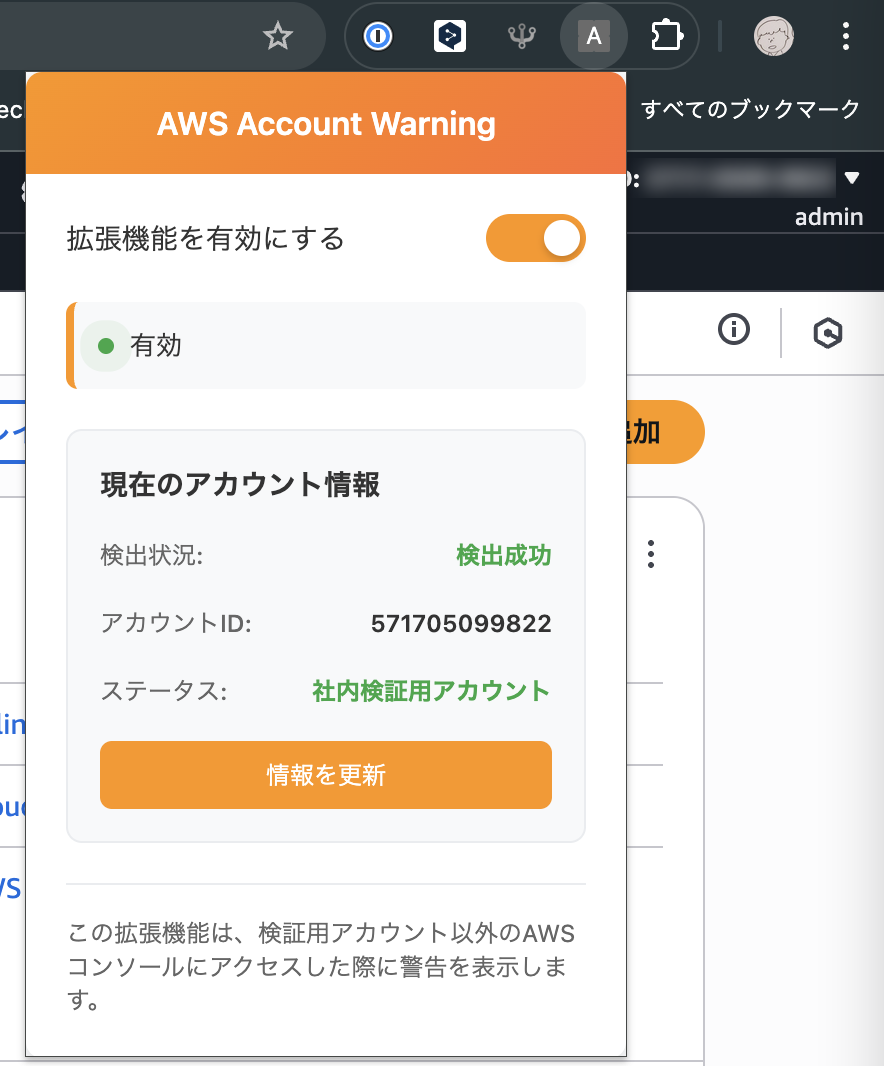 A
すべてのブックマーク
AWS Account Warning
admin
拡張機能を有効にする
有効
追加
現在のアカウント情報
検出状況: 検出成功
アカウントID: 571705099822
ステータス: 社内検証用アカウント
情報を更新
この拡張機能は、検証用アカウント以外のAWS
コンソールにアクセスした際に警告を表示しま
す。